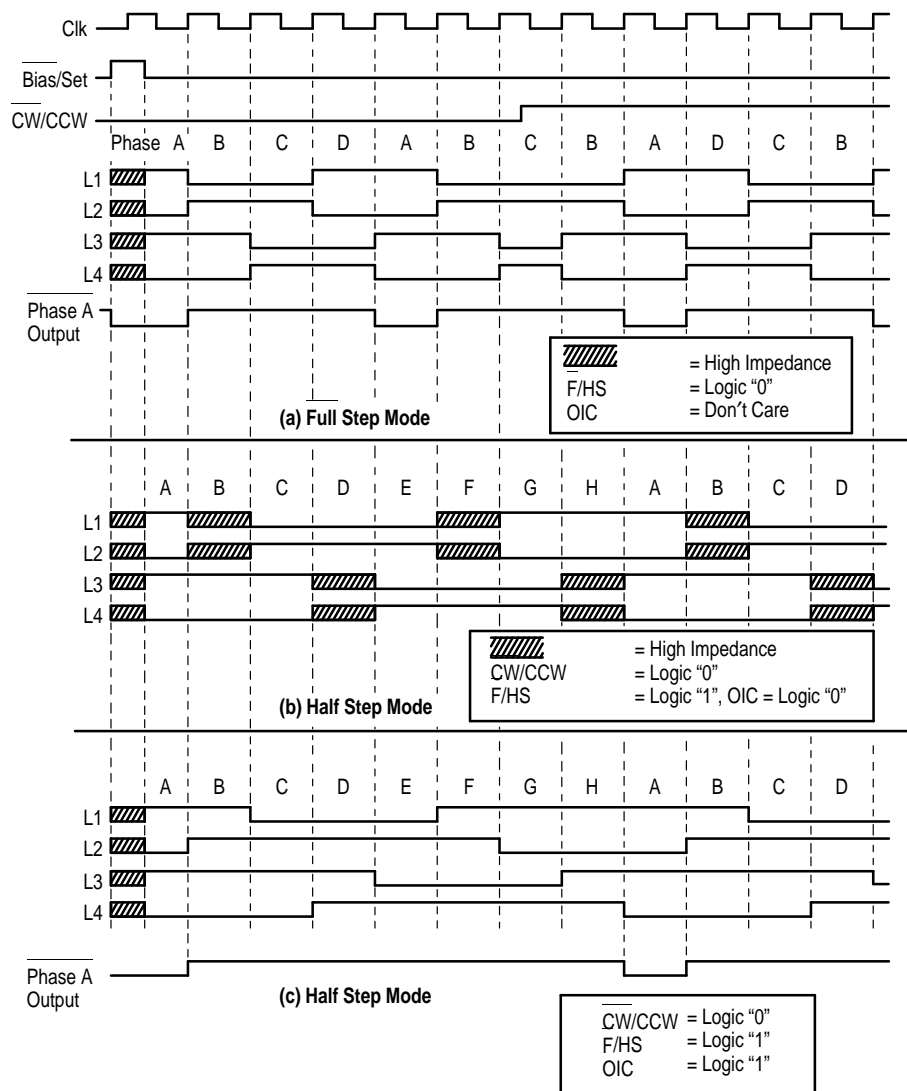 Clk
Bias/Set
CW/CCW
Phase A B C D A B C B A D C B
L1
L2
L3
L4
Phase A
Output
= High Impedance
F/HS = Logic “0”
OIC = Don′t Care
(a) Full Step Mode
A B C D E F G H A B C D
L1
L2
L3
L4
= High Impedance
CW/CCW = Logic “0”
F/HS = Logic “1”, OIC = Logic “0”
(b) Half Step Mode
A B C D E F G H A B C D
L1
L2
L3
L4
Phase A
Output
(c) Half Step Mode
CW/CCW = Logic “0”
F/HS = Logic “1”
OIC = Logic “1”